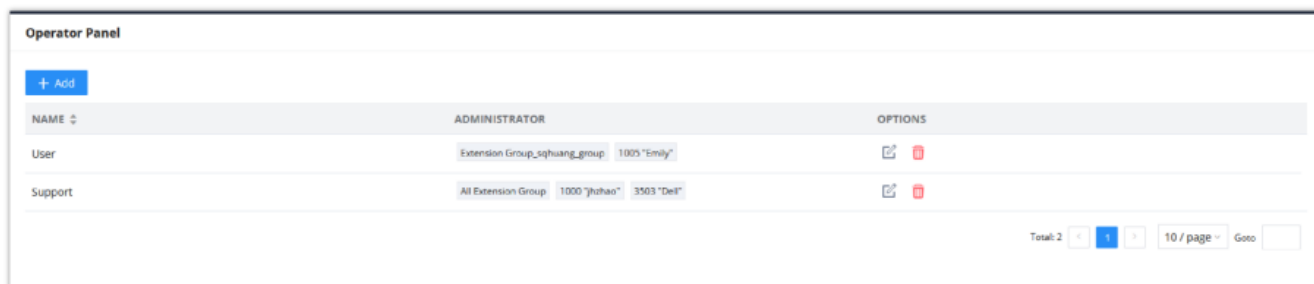 Operator Panel
+ Add
NAME ADMINISTRATOR OPTIONS
User Extension Group_sqhuang_group 1005 "Emily"
Support All Extension Group 1000 "jhzhao" 3503 "Dell"
Total: 2 < 1 > 10 / page Goto